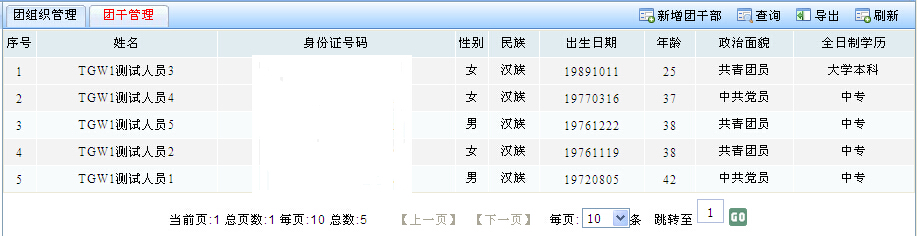 团组织管理 团干管理 新增团干部 查询 导出 刷新
序号 姓名 身份证号码 性别 民族 出生日期 年龄 政治面貌 全日制学历
1 TGW1测试人员3 女 汉族 19891011 25 共青团员 大学本科
2 TGW1测试人员4 女 汉族 19770316 37 中共党员 中专
3 TGW1测试人员5 男 汉族 19761222 38 共青团员 中专
4 TGW1测试人员2 女 汉族 19761119 38 共青团员 中专
5 TGW1测试人员1 男 汉族 19720805 42 中共党员 中专
当前页:1 总页数:1 每页:10 总数:5 【上一页】 【下一页】 每页: 10 条 跳转至 1 GO